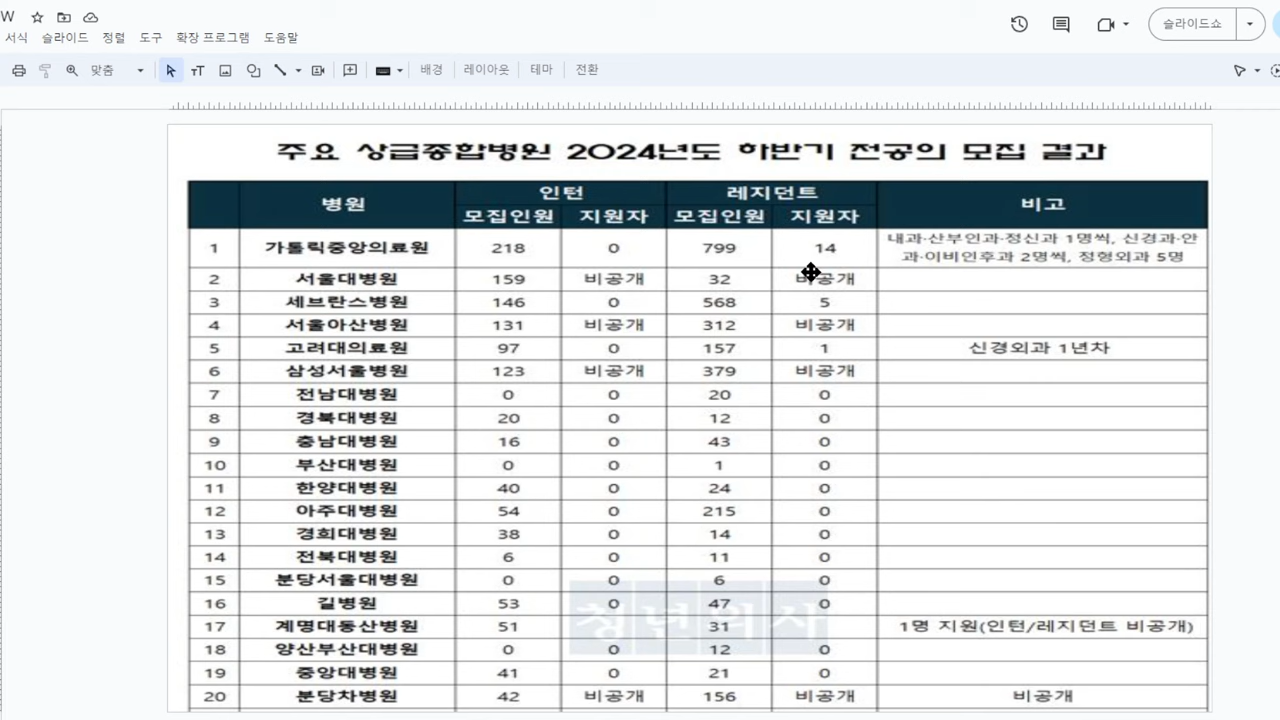 W
서식 슬라이드 정렬 도구 확장 프로그램 도움말
슬라이드쇼
맞춤 배경 레이아웃 테마 전환
주요 상급종합병원 2024년도 하반기 전공의 모집 결과
병원 인턴 레지던트 비고
모집인원 지원자 모집인원 지원자
1 가톨릭중앙의료원 218 0 799 14 내과·산부인과·정신과 1명씩, 신경과·안
과·이비인후과 2명씩, 정형외과 5명
2 서울대병원 159 비공개 32 비공개
3 세브란스병원 146 0 568 5
4 서울아산병원 131 비공개 312 비공개
5 고려대의료원 97 0 157 1 신경외과 1년차
6 삼성서울병원 123 비공개 379 비공개
7 전남대병원 0 0 20 0
8 경북대병원 20 0 12 0
9 충남대병원 16 0 43 0
10 부산대병원 0 0 1 0
11 한양대병원 40 0 24 0
12 아주대병원 54 0 215 0
13 경희대병원 38 0 14 0
14 전북대병원 6 0 11 0
15 분당서울대병원 0 0 6 0
16 길병원 53 0 47 0
17 계명대동산병원 51 31 1명 지원(인턴/레지던트 비공개)
18 양산부산대병원 0 0 12 0
19 중앙대병원 41 0 21 0
20 분당차병원 42 비공개 156 비공개 비공개
청년의사